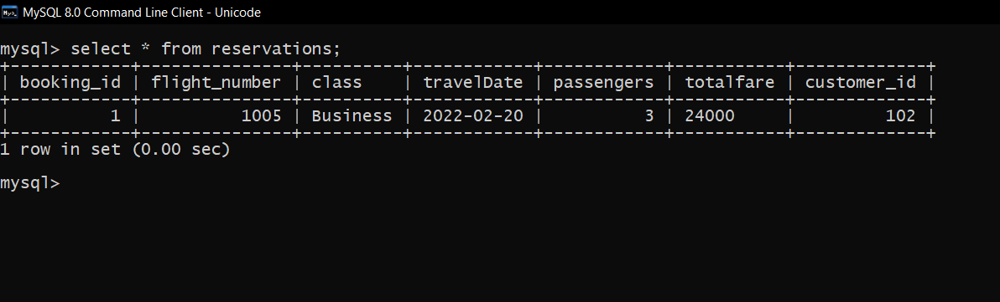 MySQL 8.0 Command Line Client - Unicode
mysql> select * from reservations;
+------------+---------------+----------+------------+------------+-----------+-------------+
| booking_id | flight_number | class    | travelDate | passengers | totalfare | customer_id |
+------------+---------------+----------+------------+------------+-----------+-------------+
|          1 |          1005 | Business | 2022-02-20 |          3 | 24000     |         102 |
+------------+---------------+----------+------------+------------+-----------+-------------+
1 row in set (0.00 sec)
mysql>